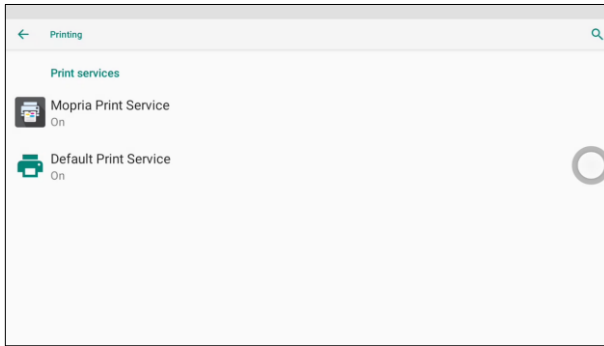 Printing
Print services
Mopria Print Service
On
Default Print Service
On